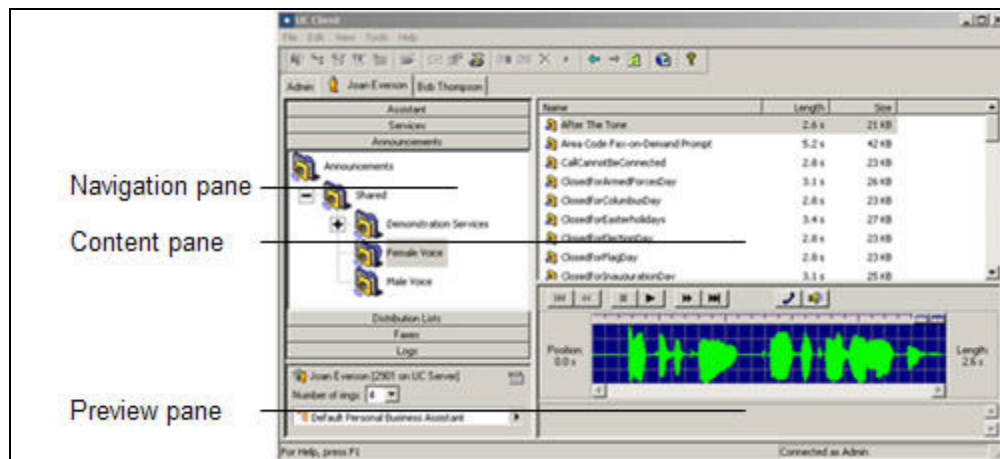 UC Client
File Edit View Tools Help
Admin Joan Everson Bob Thompson
Assistant
Services
Announcements
Announcements
Shared
Demonstration Services
Female Voice
Male Voice
Distribution Lists
Faxes
Logs
Joan Everson [2901 on UC Server]
Number of rings: 4
Default Personal Business Assistant
For Help, press F1
Navigation pane
Content pane
Preview pane
Name Length Size
After The Tone 2.6 s 21 KB
Area Code Fax-on-Demand Prompt 5.2 s 42 KB
CallCannotBeConnected 2.8 s 23 KB
ClosedForArmedForcesDay 3.1 s 26 KB
ClosedForColumbusDay 2.8 s 23 KB
ClosedForEasterholidays 3.4 s 27 KB
ClosedForElectionDay 2.8 s 23 KB
ClosedForFlagDay 2.8 s 23 KB
ClosedForInaugurationDay 3.1 s 25 KB
Position:
0.0 s
Length:
2.6 s
Connected as Admin